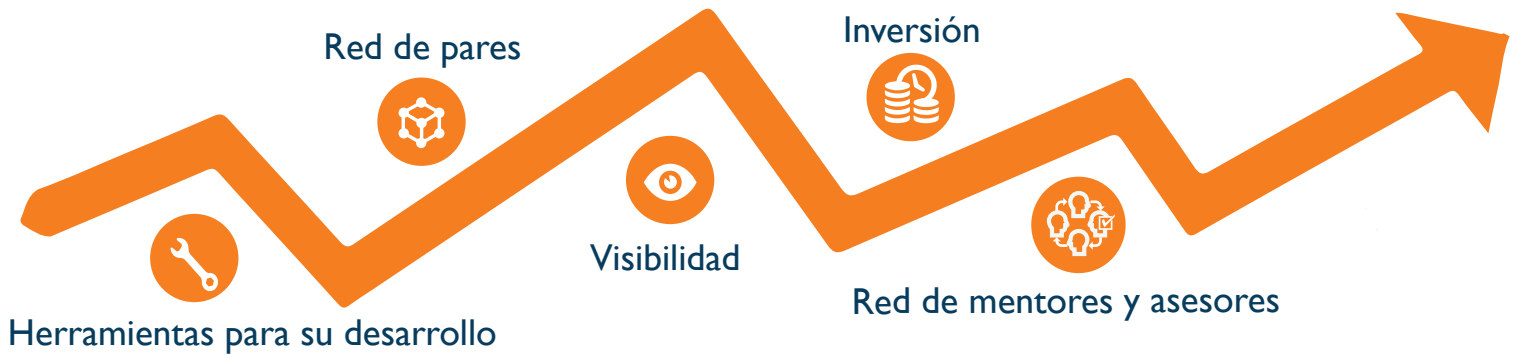 Herramientas para su desarrollo
Red de pares
Visibilidad
Inversión
Red de mentores y asesores